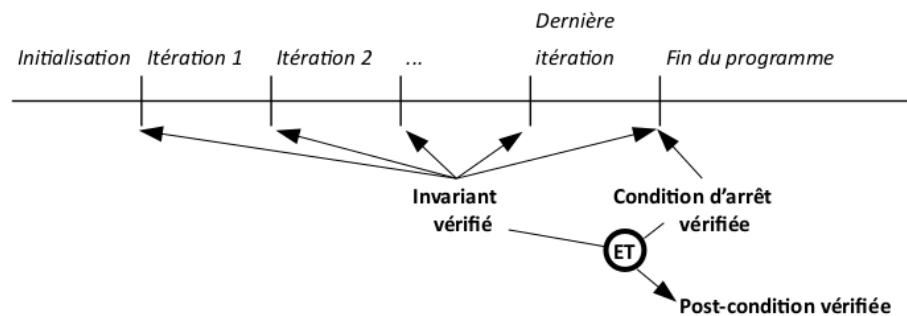 Dernière
Initialisation Itération 1 Itération 2 ... itération Fin du programme
Invariant Condition d'arrêt
vérifié vérifiée
ET
Post-condition vérifiée